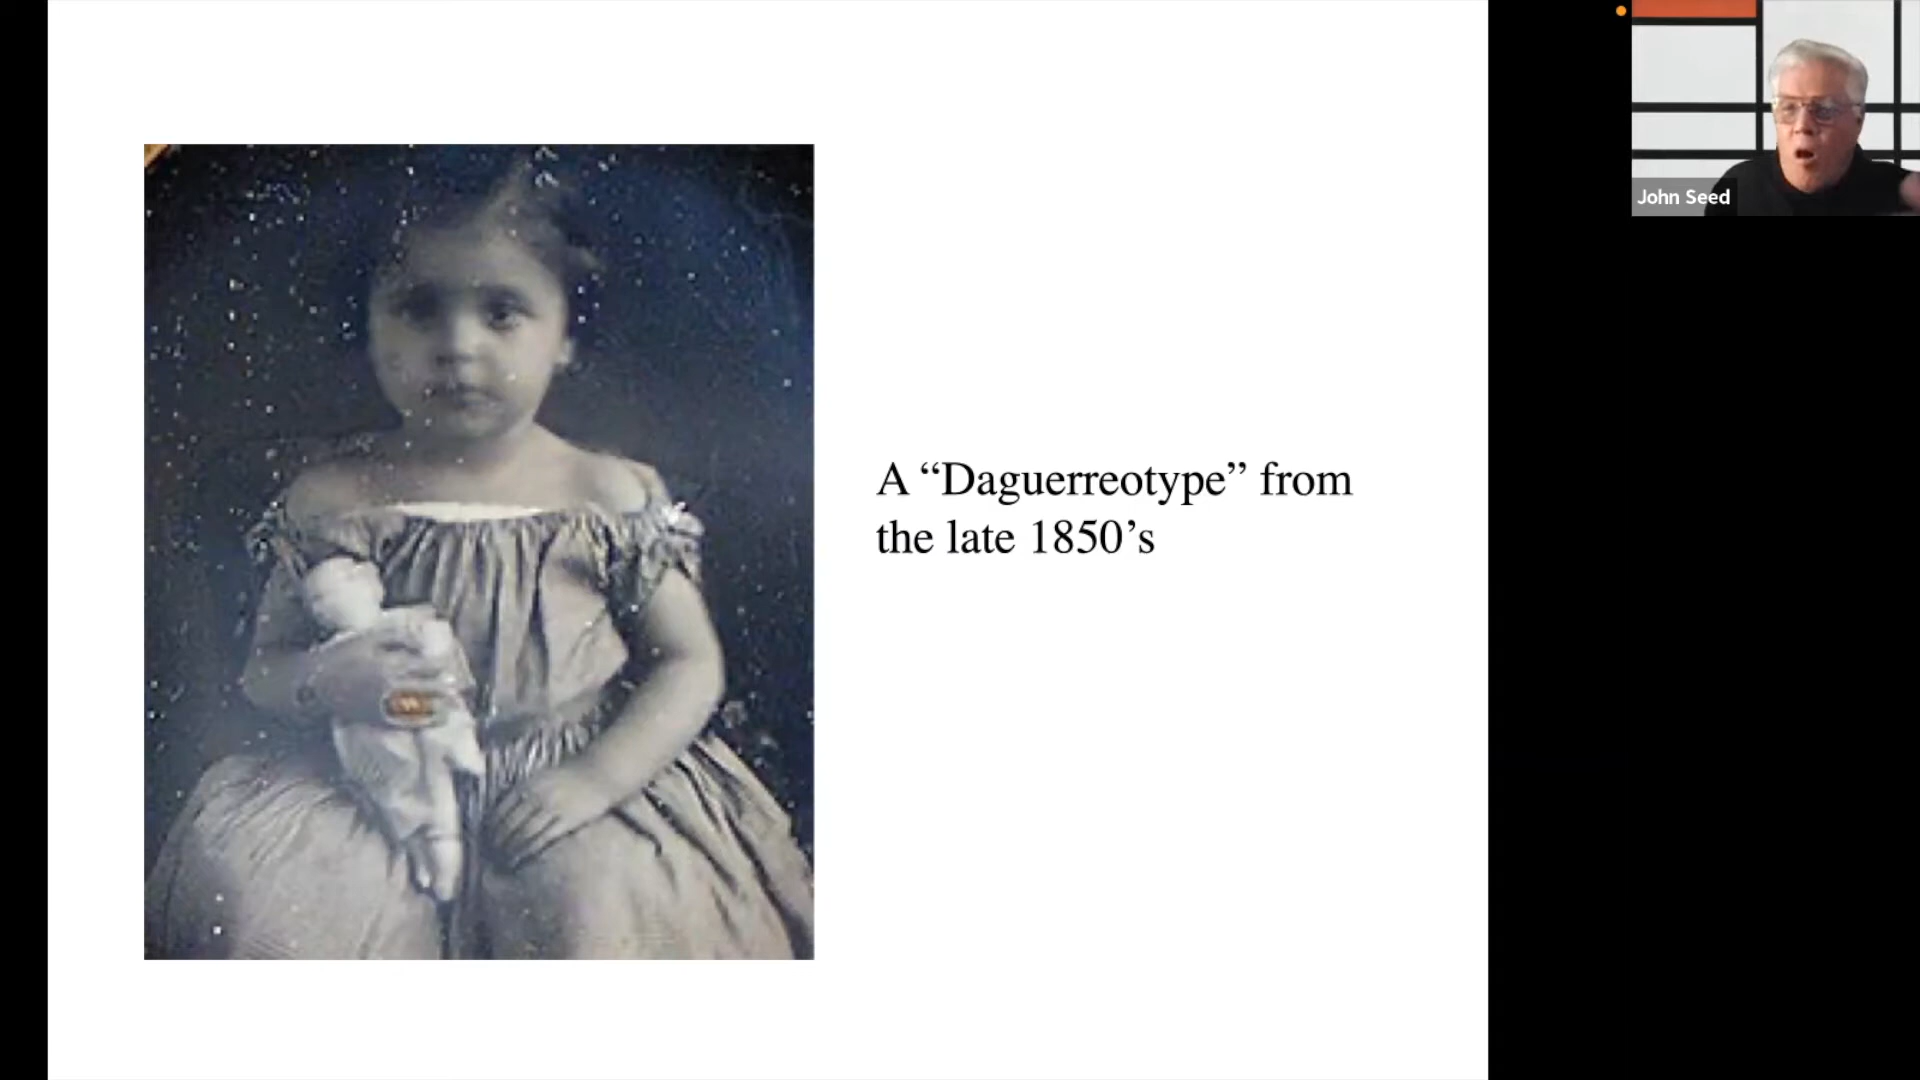 A “Daguerreotype” from
the late 1850’s
John Seed